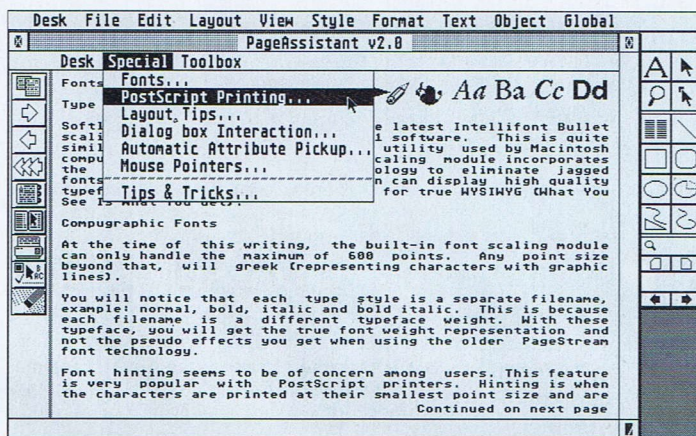 Desk File Edit Layout View Style Format Text Object Global
PageAssistant v2.0
Desk Special Toolbox
Fonts
Fonts...
PostScript Printing...
Layout Tips...
Dialog box Interaction...
Automatic Attribute Pickup...
Mouse Pointers...
Tips & Tricks...
Aa Ba Cc Dd
A
Type
Softl e latest Intellifont Bullet
scali l software. This is quite
simil utility used by Macintosh
compu caling module incorporates
the ology to eliminate jagged
fonts n can display high quality
typef for true WYSIWYG (What You
See Is What You Get).
Compugraphic Fonts
At the time of this writing, the built-in font scaling module
can only handle the maximum of 600 points. Any point size
beyond that, will greek (representing characters with graphic
lines).
You will notice that each type style is a separate filename,
example: normal, bold, italic and bold italic. This is because
each filename is a different typeface weight. With these
typeface, you will get the true font weight representation and
not the pseudo effects you get when using the older PageStream
font technology.
Font hinting seems to be of concern among users. This feature
is very popular with PostScript printers. Hinting is when
the characters are printed at their smallest point size and are
Continued on next page